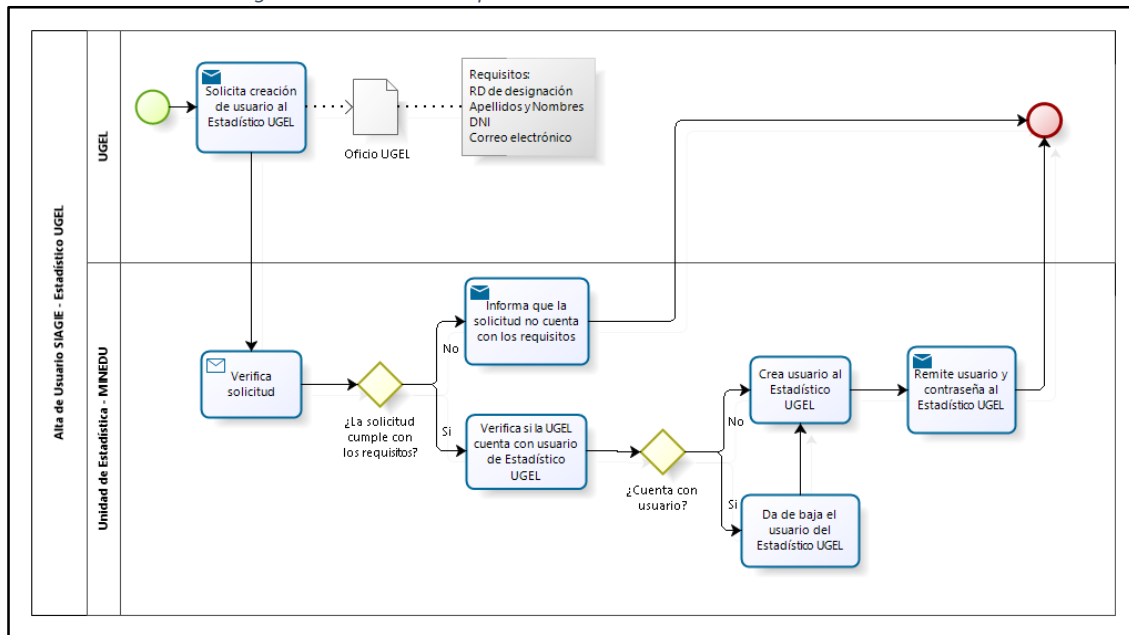 Alta de Usuario SIAGIE - Estadístico UGEL
UGEL
Solicita creación
de usuario al
Estadístico UGEL
Oficio UGEL
Requisitos:
RD de designación
Apellidos y Nombres
DNI
Correo electrónico
Unidad de Estadística - MINEDU
Verifica
solicitud
¿La solicitud
cumple con
los requisitos?
No
Informa que la
solicitud no cuenta
con los requisitos
Si
Verifica si la UGEL
cuenta con usuario
de Estadístico
UGEL
¿Cuenta con
usuario?
No
Crea usuario al
Estadístico
UGEL
Si
Da de baja el
usuario del
Estadístico UGEL
Remite usuario y
contraseña al
Estadístico UGEL